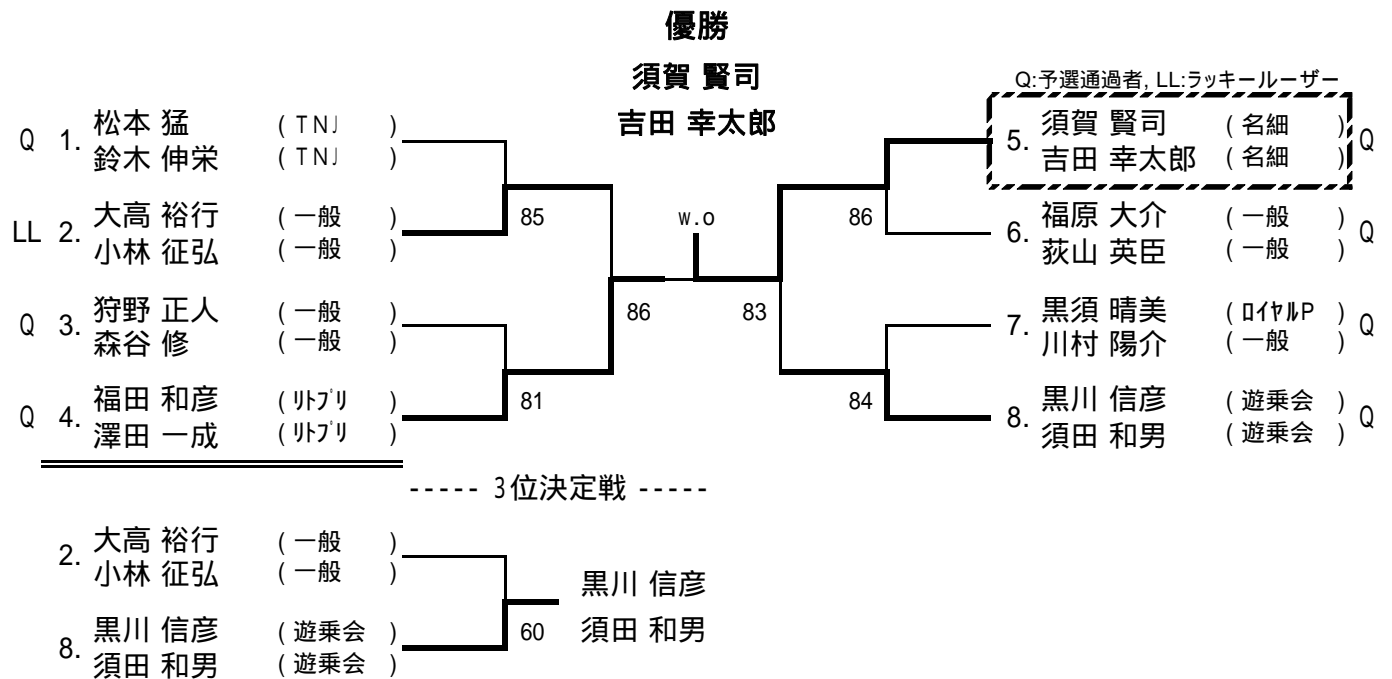 優勝
須賀 賢司
吉田 幸太郎
Q:予選通過者, LL:ラッキールーザー
Q 1. 松本 猛 ( TNJ )
鈴木 伸栄 ( TNJ )
LL 2. 大高 裕行 ( 一般 )
小林 征弘 ( 一般 )
85
Q 3. 狩野 正人 ( 一般 )
森谷 修 ( 一般 )
Q 4. 福田 和彦 ( ﾘﾄﾌﾟﾘ )
澤田 一成 ( ﾘﾄﾌﾟﾘ )
81
86
w.o
83
5. 須賀 賢司 ( 名細 ) Q
吉田 幸太郎 ( 名細 )
86
6. 福原 大介 ( 一般 ) Q
荻山 英臣 ( 一般 )
7. 黒須 晴美 ( ﾛｲﾔﾙP ) Q
川村 陽介 ( 一般 )
84
8. 黒川 信彦 ( 遊乗会 ) Q
須田 和男 ( 遊乗会 )
----- 3位決定戦 -----
2. 大高 裕行 ( 一般 )
小林 征弘 ( 一般 )
8. 黒川 信彦 ( 遊乗会 )
須田 和男 ( 遊乗会 )
60
黒川 信彦
須田 和男